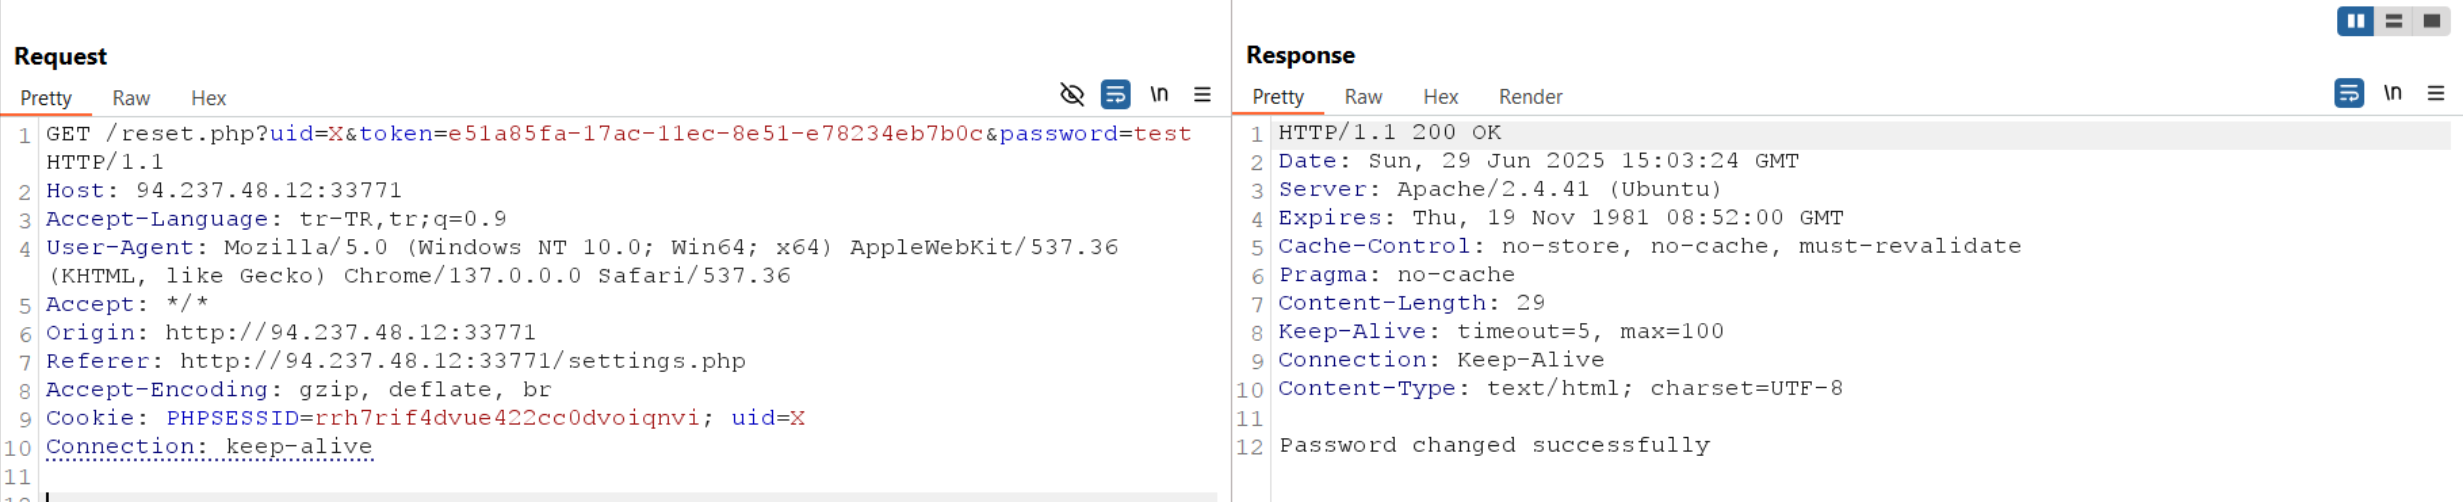 Request
Pretty Raw Hex \n
1 GET /reset.php?uid=X&token=e51a85fa-17ac-11ec-8e51-e78234eb7b0c&password=test
HTTP/1.1
2 Host: 94.237.48.12:33771
3 Accept-Language: tr-TR,tr;q=0.9
4 User-Agent: Mozilla/5.0 (Windows NT 10.0; Win64; x64) AppleWebKit/537.36
(KHTML, like Gecko) Chrome/137.0.0.0 Safari/537.36
5 Accept: */*
6 Origin: http://94.237.48.12:33771
7 Referer: http://94.237.48.12:33771/settings.php
8 Accept-Encoding: gzip, deflate, br
9 Cookie: PHPSESSID=rrh7rif4dvue422cc0dvoiqnvi; uid=X
10 Connection: keep-alive
11
Response
Pretty Raw Hex Render \n
1 HTTP/1.1 200 OK
2 Date: Sun, 29 Jun 2025 15:03:24 GMT
3 Server: Apache/2.4.41 (Ubuntu)
4 Expires: Thu, 19 Nov 1981 08:52:00 GMT
5 Cache-Control: no-store, no-cache, must-revalidate
6 Pragma: no-cache
7 Content-Length: 29
8 Keep-Alive: timeout=5, max=100
9 Connection: Keep-Alive
10 Content-Type: text/html; charset=UTF-8
11
12 Password changed successfully